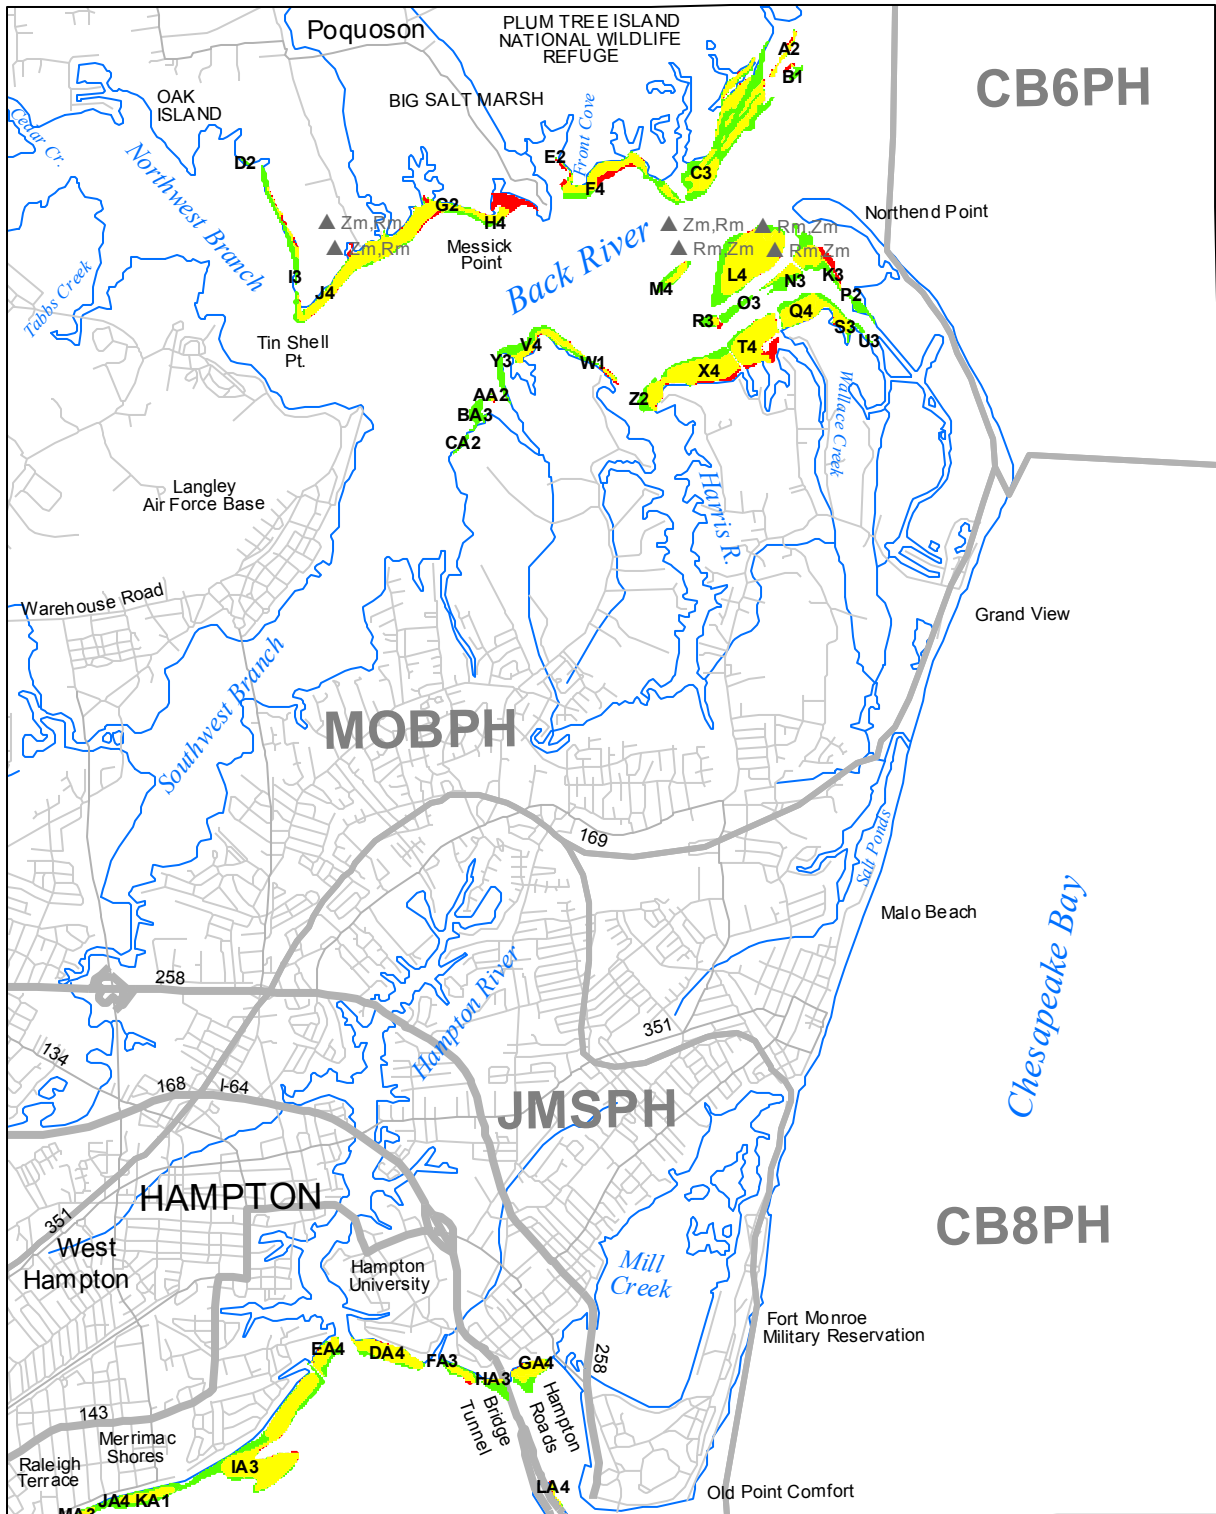 Poquoson
PLUM TREE ISLAND
NATIONAL WILDLIFE
REFUGE
A2
B1
CB6PH
OAK
ISLAND
BIG SALT MARSH
Cedar Cr.
Northwest Branch
Front Cove
D2
E2
F4
C3
G2
H4
Northend Point
Zm,Rm
Zm,Rm
Zm,Rm
Rm,Zm
Rm,Zm
Rm,Zm
Messick
Point
Back River
Tabbs Creek
I3
J4
M4
L4
N3
K3
P2
O3
R3
Q4
S3
U3
Tin Shell
Pt.
V4
Y3
W1
T4
X4
Z2
AA2
BA3
CA2
Wallace Creek
Harris R.
Langley
Air Force Base
Warehouse Road
Grand View
Southwest Branch
MOBPH
169
Salt Ponds
Malo Beach
Chesapeake Bay
258
Hampton River
351
134
168
I-64
JMSPH
HAMPTON
CB8PH
351
West
Hampton
Hampton
University
Mill
Creek
Fort Monroe
Military Reservation
EA4
DA4
FA3
GA4
HA3
258
Bridge
Tunnel
Hampton
Roads
143
Merrimac
Shores
Raleigh
Terrace
IA3
LA4
Old Point Comfort
JA4
KA1
MA3